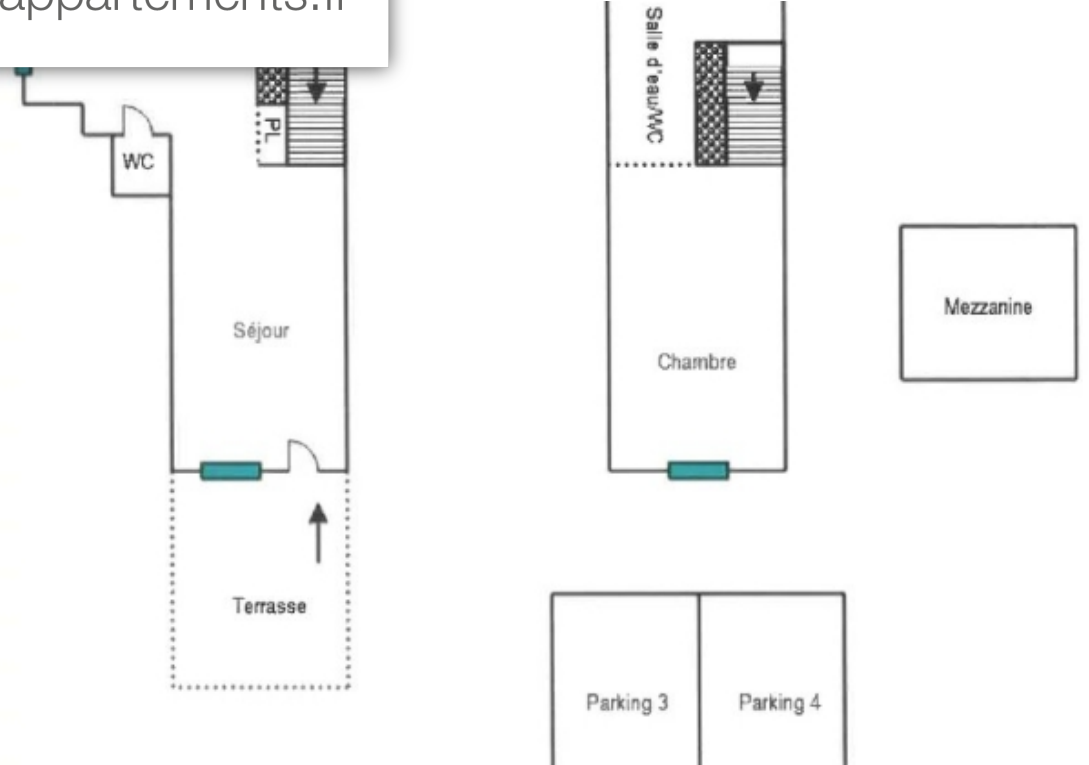 appartements.fr
Salle d'eau/WC
PL
WC
Séjour
Chambre
Mezzanine
Terrasse
Parking 3
Parking 4